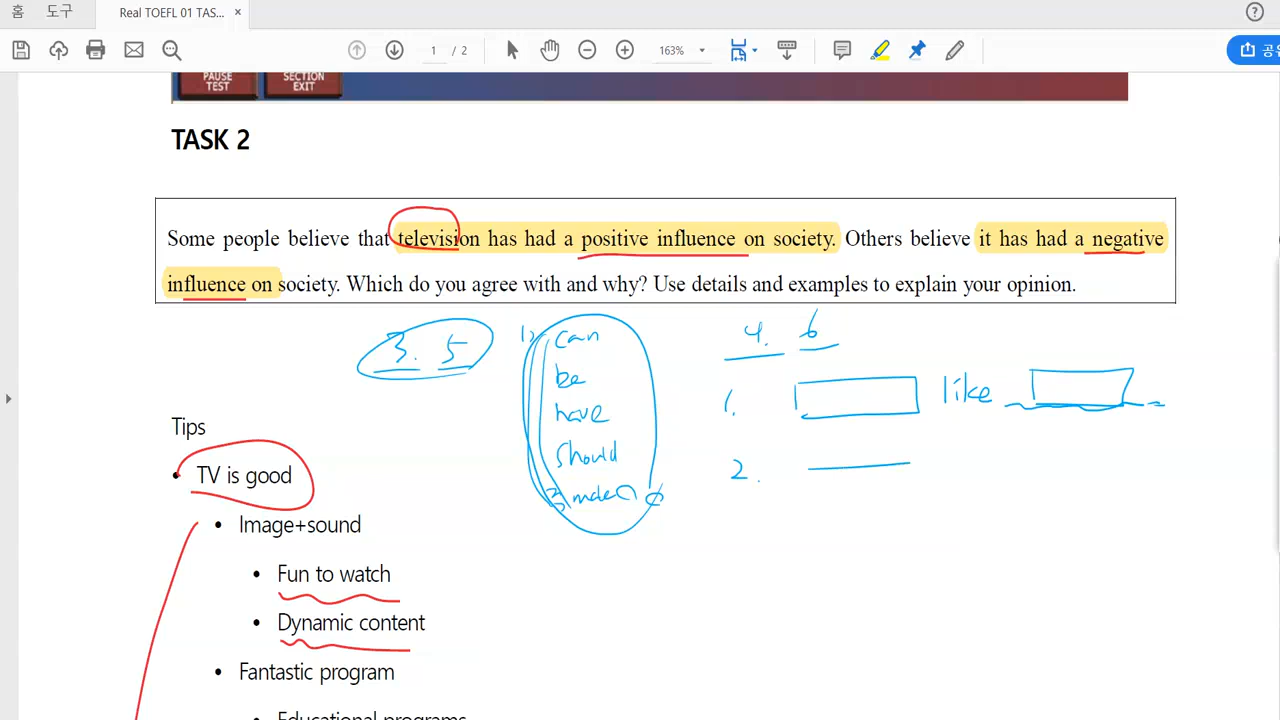 홈 도구 Real TOEFL 01 TAS... ×
1 / 2 163%
PAUSE TEST SECTION EXIT
TASK 2
Some people believe that television has had a positive influence on society. Others believe it has had a negative
influence on society. Which do you agree with and why? Use details and examples to explain your opinion.
3. 5 1) can 4. 6
be
have 1. like
should
2.
Tips
• TV is good
• Image+sound
• Fun to watch
• Dynamic content
• Fantastic program
Educational programs